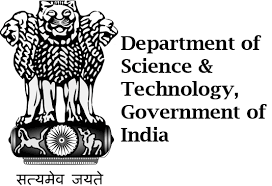 Department of
Science &
Technology,
Government of
India
सत्यमेव जयते